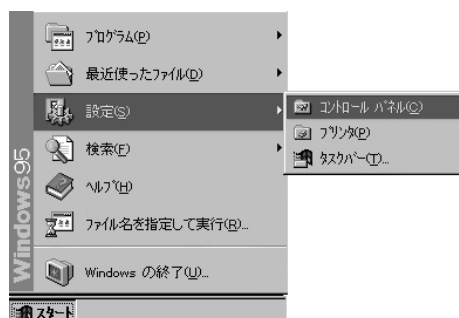 ﾌﾟﾛｸﾞﾗﾑ(P)
最近使ったﾌｧｲﾙ(D)
設定(S)
検索(F)
ﾍﾙﾌﾟ(H)
ﾌｧｲﾙ名を指定して実行(R)...
Windows の終了(U)...
Windows95
スタート
ｺﾝﾄﾛｰﾙ ﾊﾟﾈﾙ(C)
ﾌﾟﾘﾝﾀ(P)
ﾀｽｸﾊﾞｰ(T)...